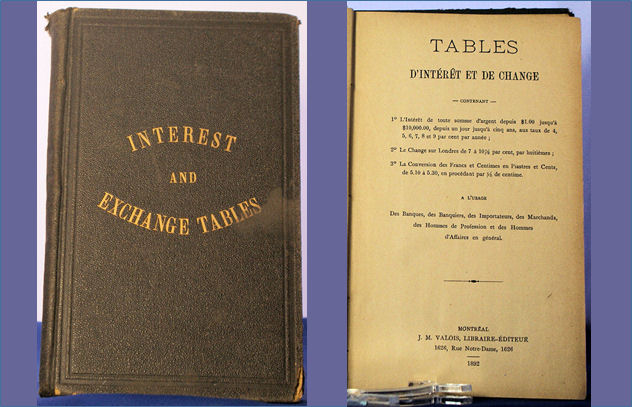 INTEREST
AND
EXCHANGE TABLES
TABLES
D'INTÉRÊT ET DE CHANGE
— CONTENANT —
1° L'Intérêt de toute somme d'argent depuis $1.00 jusqu'à
$10,000.00, depuis un jour jusqu'à cinq ans, aux taux de 4,
5, 6, 7, 8 et 9 par cent par année ;
2° Le Change sur Londres de 7 à 10⅞ par cent, par huitièmes ;
3° La Conversion des Francs et Centimes en Piastres et Cents,
de 5.10 à 5.30, en procédant par ½ de centime.
A L'USAGE
Des Banques, des Banquiers, des Importateurs, des Marchands,
des Hommes de Profession et des Hommes
d'Affaires en général.
MONTRÉAL
J. M. VALOIS, LIBRAIRE-ÉDITEUR
1626, Rue Notre-Dame, 1626
1892